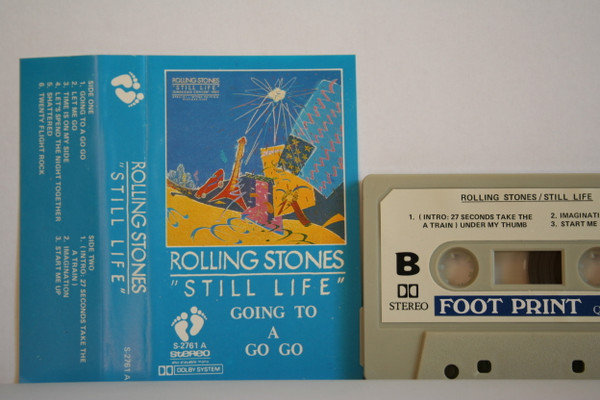 SIDE ONE
1. GOING TO A GO GO
2. LET ME GO
3. TIME IS ON MY SIDE
4. LET'S SPEND THE NIGHT TOGETHER
5. SHATTERED
6. TWENTY FLIGHT ROCK
SIDE TWO
1. (INTRO: 27 SECONDS TAKE THE
A TRAIN)
2. IMAGINATION
3. START ME UP
ROLLING STONES
"STILL LIFE"
S-2761 A
ROLLING STONES
"STILL LIFE"
ROLLING STONES
"STILL LIFE"
GOING TO
A
GO GO
S-2761 A
stereo
DOLBY SYSTEM
ROLLING STONES/STILL LIFE
1. (INTRO: 27 SECONDS TAKE THE
A TRAIN) UNDER MY THUMB
2. IMAGINATI
3. START ME
B
STEREO
FOOT PRINT